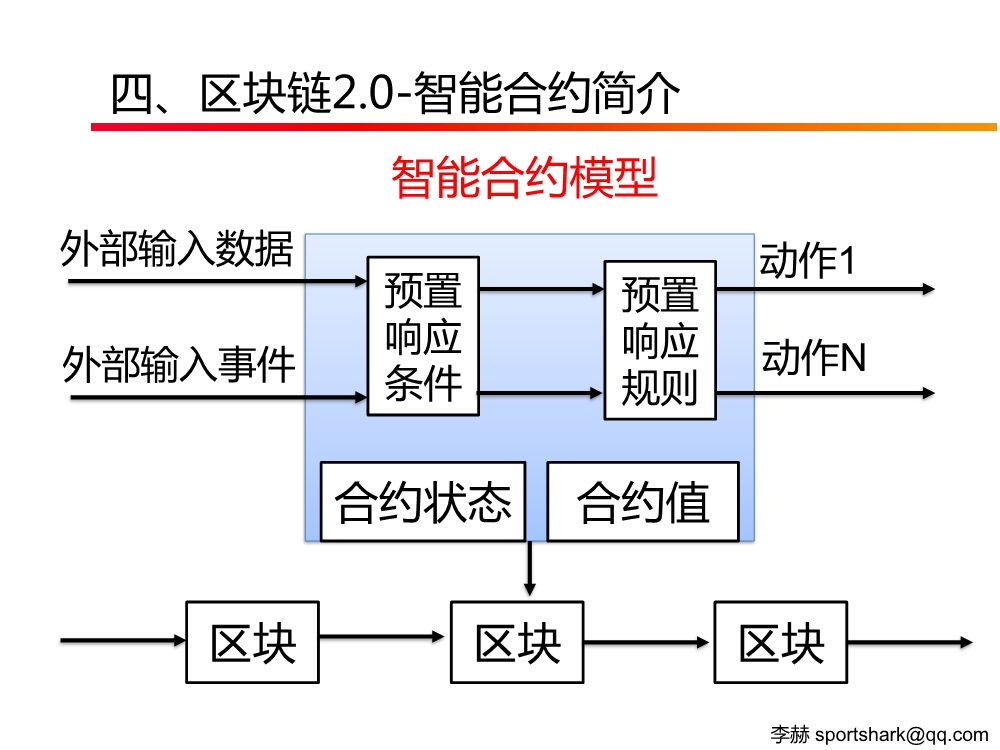 四、区块链2.0-智能合约简介
智能合约模型
外部输入数据
外部输入事件
预置
响应
条件
预置
响应
规则
动作1
动作N
合约状态
合约值
区块
区块
区块
李赫 sportshark@qq.com